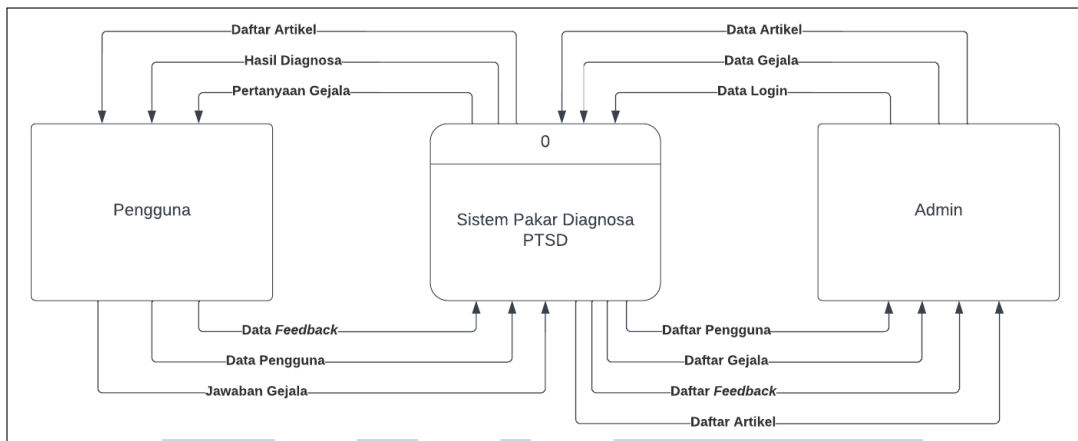 Daftar Artikel
Data Artikel
Hasil Diagnosa
Data Gejala
Pertanyaan Gejala
Data Login
0
Pengguna
Sistem Pakar Diagnosa
PTSD
Admin
Data Feedback
Daftar Pengguna
Data Pengguna
Daftar Gejala
Jawaban Gejala
Daftar Feedback
Daftar Artikel